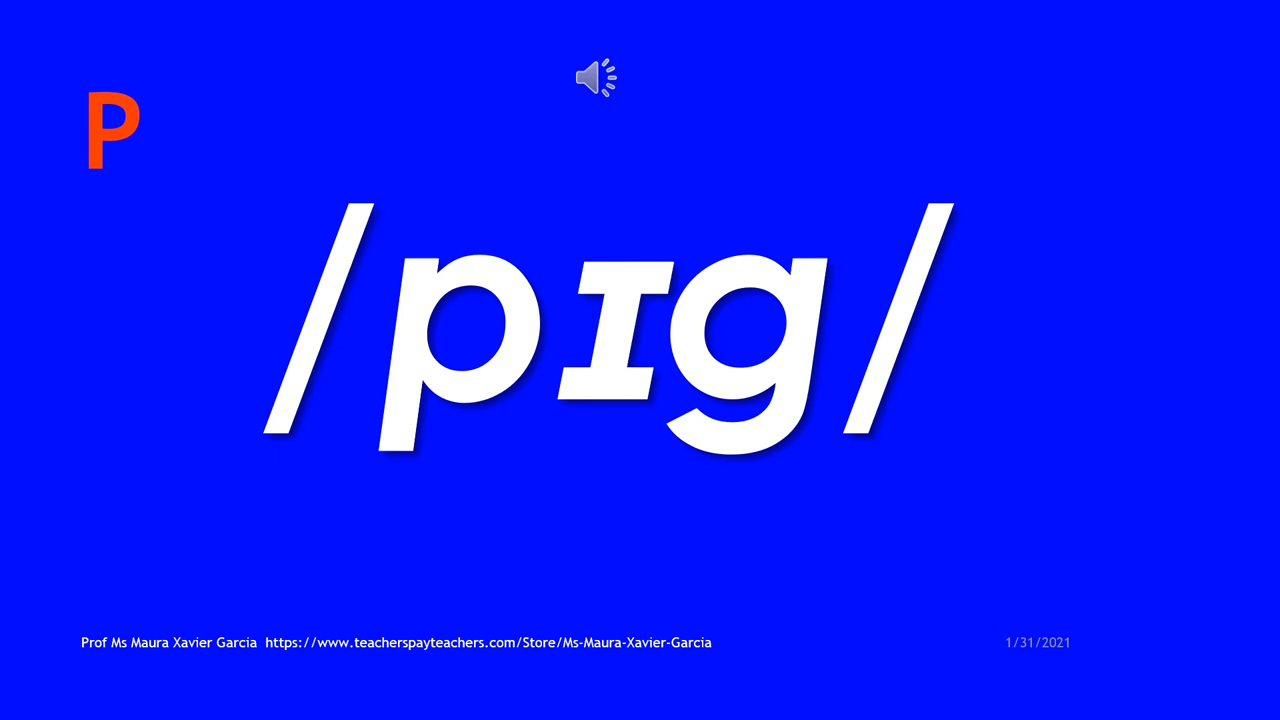 P
/pɪg/
Prof Ms Maura Xavier Garcia  https://www.teacherspayteachers.com/Store/Ms-Maura-Xavier-Garcia
1/31/2021